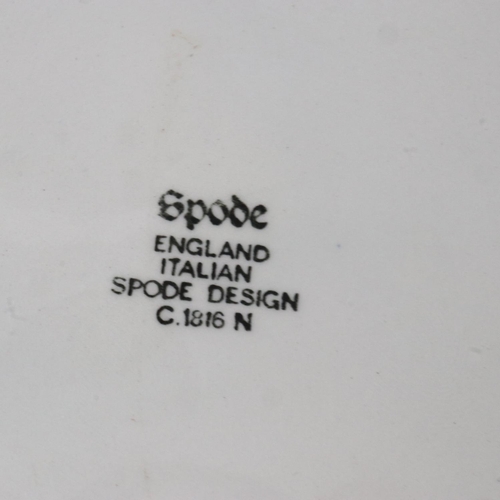 Spode
ENGLAND
ITALIAN
SPODE DESIGN
C.1816 N